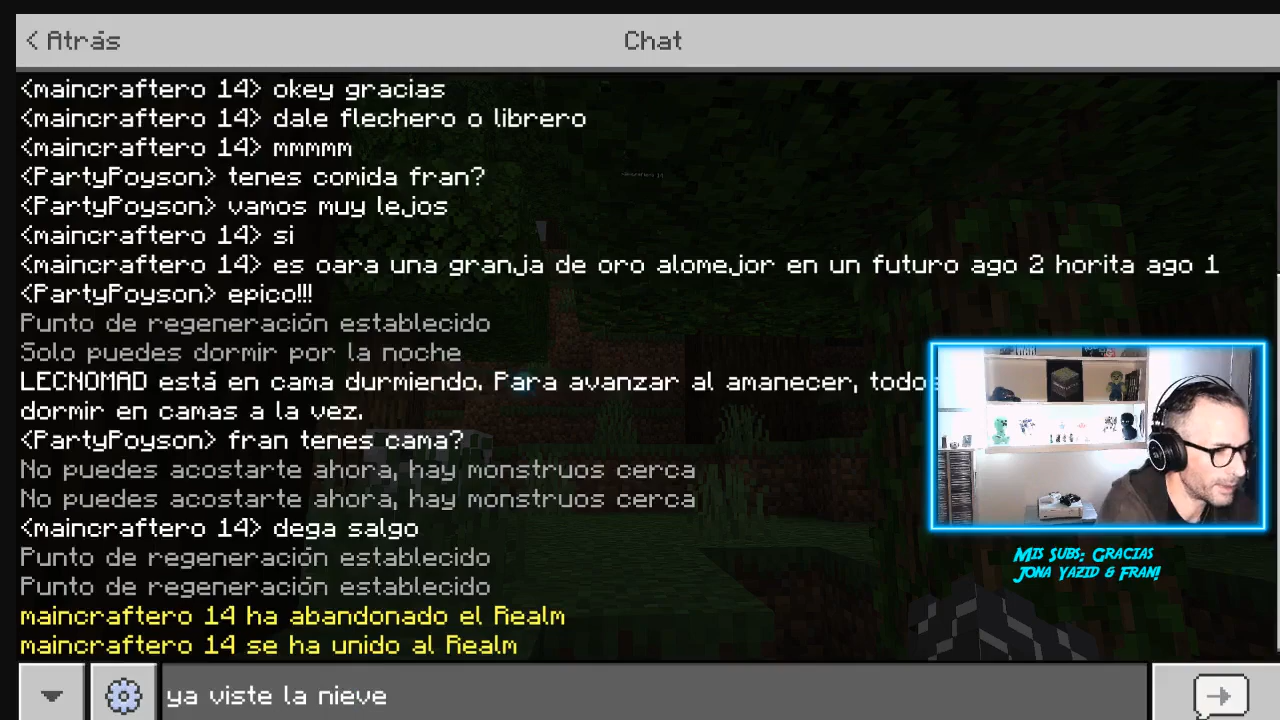 < Atrás
Chat
<maincraftero 14> okey gracias
<maincraftero 14> dale flechero o librero
<maincraftero 14> mmmmm
<PartyPoyson> tenes comida fran?
<PartyPoyson> vamos muy lejos
<maincraftero 14> si
<maincraftero 14> es oara una granja de oro alomejor en un futuro ago 2 horita ago 1
<PartyPoyson> epico!!!
Punto de regeneración establecido
Solo puedes dormir por la noche
LECNOMAD está en cama durmiendo. Para avanzar al amanecer, todos
dormir en camas a la vez.
<PartyPoyson> fran tenes cama?
No puedes acostarte ahora, hay monstruos cerca
No puedes acostarte ahora, hay monstruos cerca
<maincraftero 14> dega salgo
Punto de regeneración establecido
Punto de regeneración establecido
maincraftero 14 ha abandonado el Realm
maincraftero 14 se ha unido al Realm
ya viste la nieve
Mis Subs: Gracias
Jona Yazid & Fran!